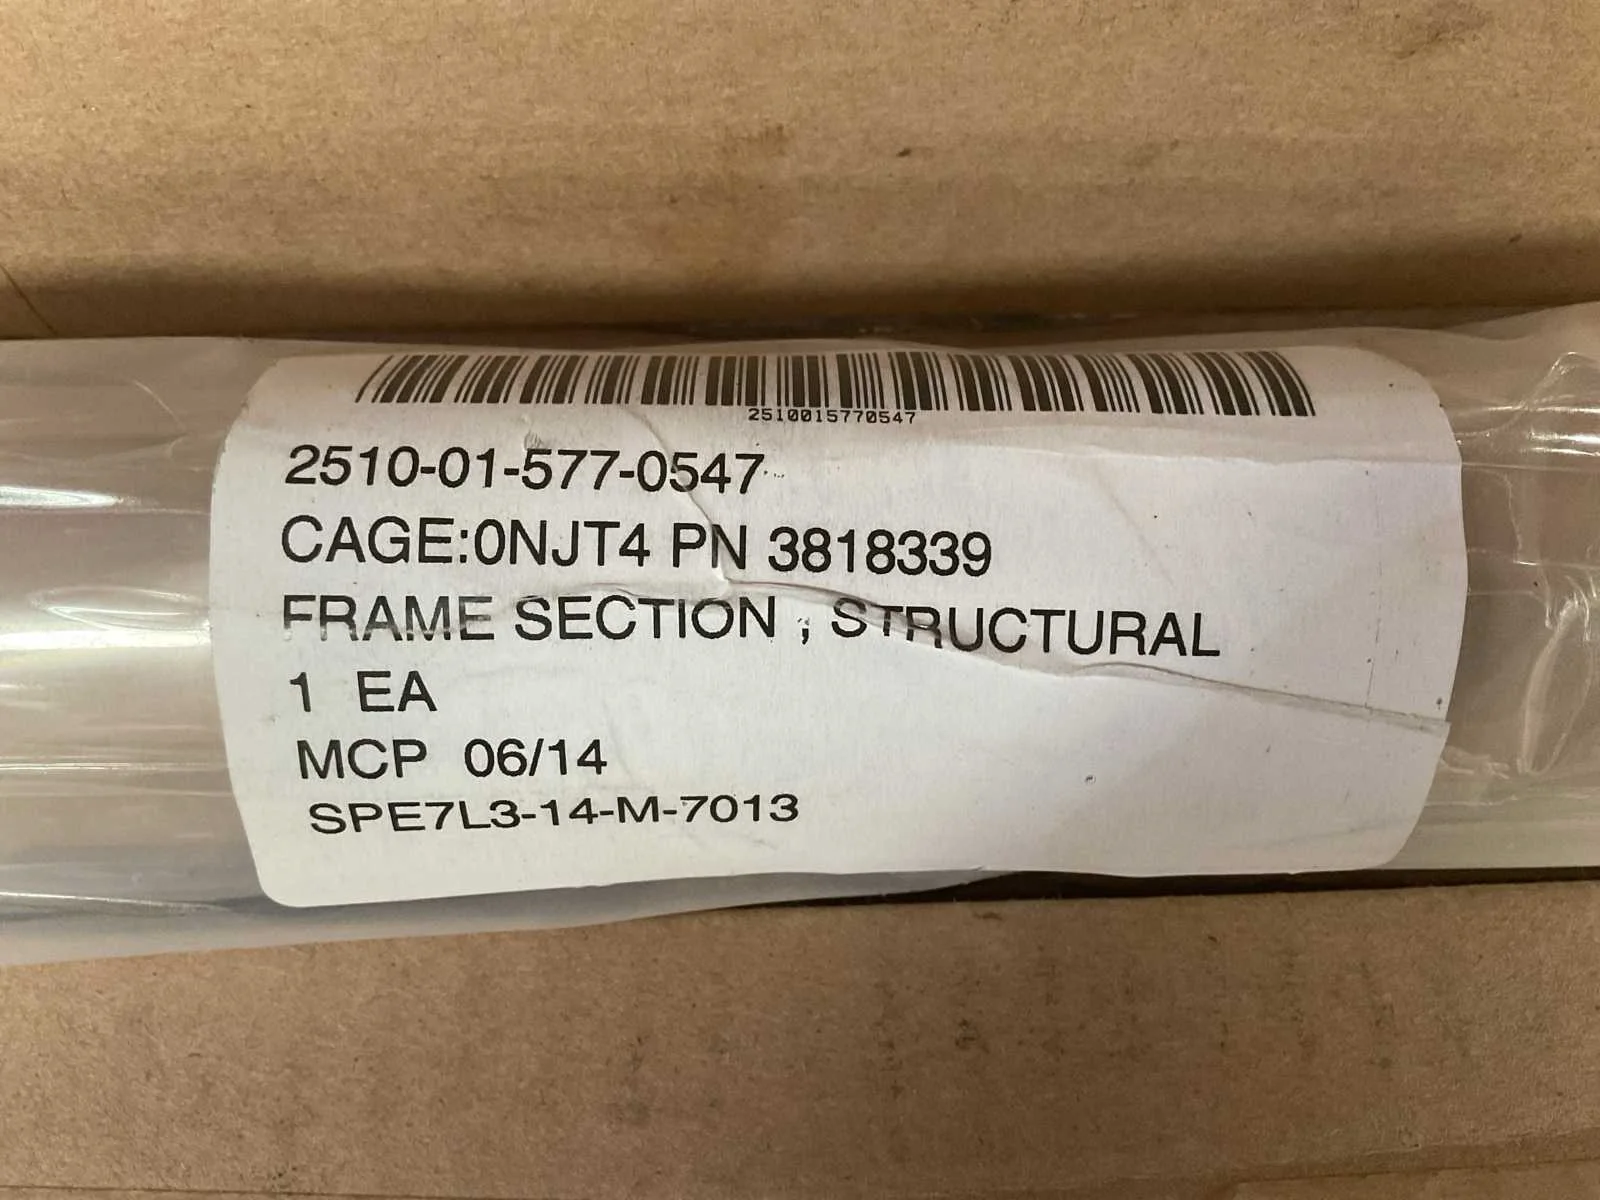 2510015770547
2510-01-577-0547
CAGE:0NJT4 PN 3818339
FRAME SECTION ; STRUCTURAL
1 EA
MCP 06/14
SPE7L3-14-M-7013